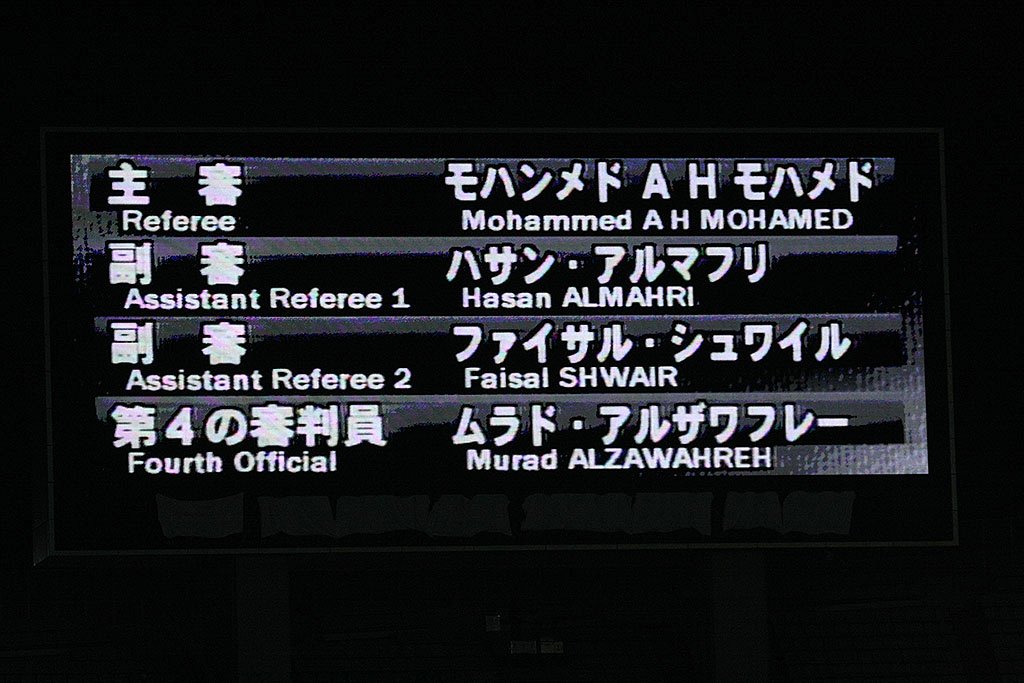 主　審　モハンメド A H モハメド
Referee　Mohammed A H MOHAMED
副　審　ハサン・アルマフリ
Assistant Referee 1　Hasan ALMAHRI
副　審　ファイサル・シュワイル
Assistant Referee 2　Faisal SHWAIR
第４の審判員　ムラド・アルザワフレー
Fourth Official　Murad ALZAWAHREH